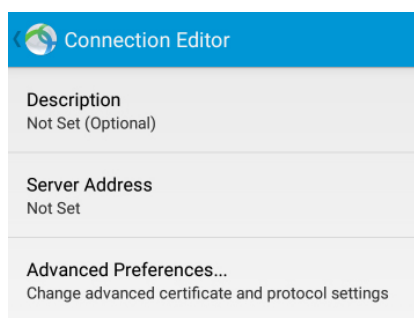 Connection Editor
Description
Not Set (Optional)
Server Address
Not Set
Advanced Preferences...
Change advanced certificate and protocol settings